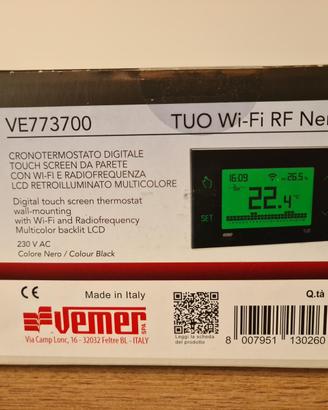 VE773700
TUO Wi-Fi RF Ner
CRONOTERMOSTATO DIGITALE
TOUCH SCREEN DA PARETE
CON WI-FI E RADIOFREQUENZA
LCD RETROILLUMINATO MULTICOLORE
Digital touch screen thermostat
wall-mounting
with Wi-Fi and Radiofrequency
Multicolor backlit LCD
230 V AC
Colore Nero / Colour Black
16:09
26.5
22.4°C
SET
CE
Made in Italy
Q.tà
Vemer SPA
Via Camp Lonc, 16 - 32032 Feltre BL - ITALY
Leggi la scheda
del prodotto
8 007951 130260